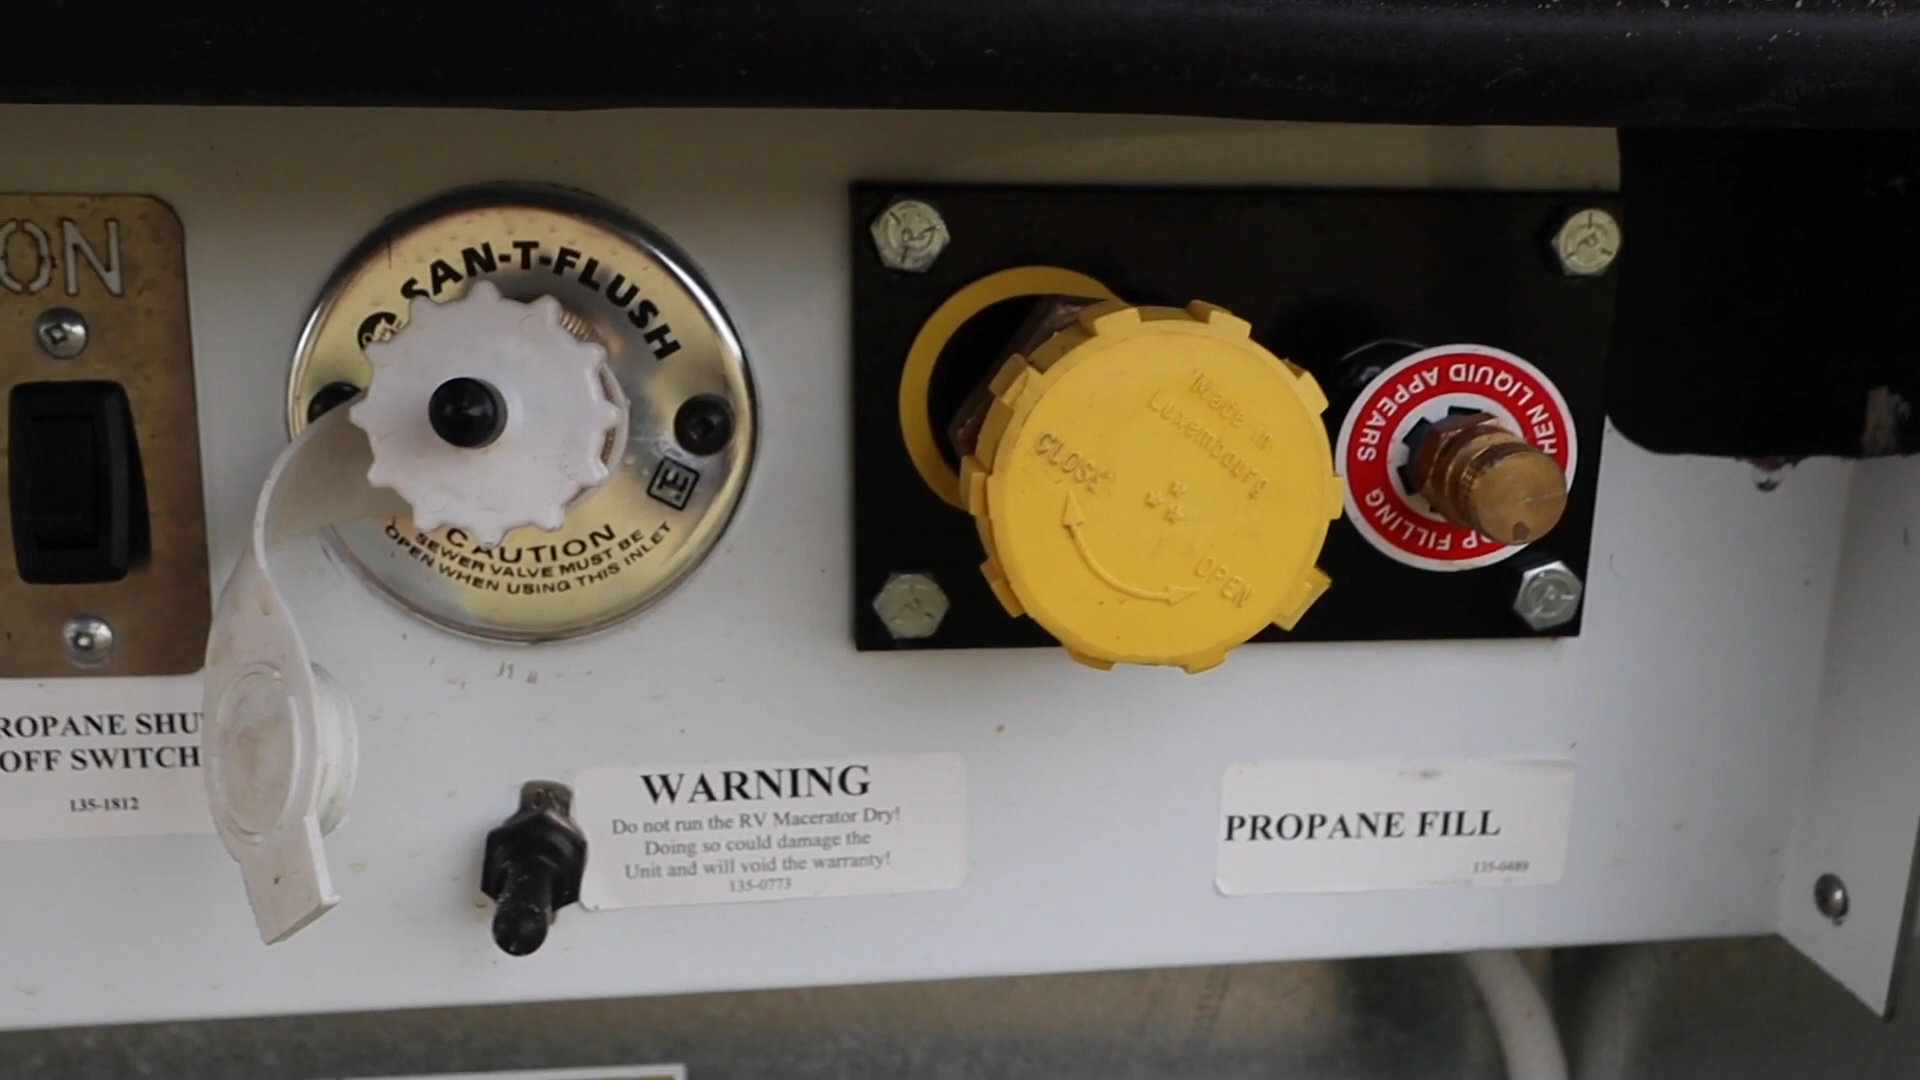 ON
SAN-T-FLUSH
CAUTION
SEWER VALVE MUST BE
OPEN WHEN USING THIS INLET
Made in
Luxembourg
CLOSE
OPEN
HEN LIQUID APPEARS
OP FILLING
ROPANE SHU
OFF SWITCH
135-1812
WARNING
Do not run the RV Macerator Dry!
Doing so could damage the
Unit and will void the warranty!
135-0773
PROPANE FILL
135-0489